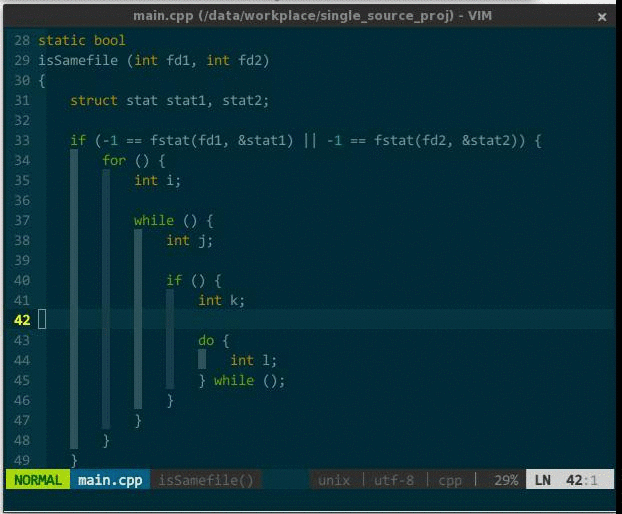 main.cpp (/data/workplace/single_source_proj) - VIM ×
28 static bool
29 isSamefile (int fd1, int fd2)
30 {
31     struct stat stat1, stat2;
32
33     if (-1 == fstat(fd1, &stat1) || -1 == fstat(fd2, &stat2)) {
34         for () {
35             int i;
36
37             while () {
38                 int j;
39
40                 if () {
41                     int k;
42
43                     do {
44                         int l;
45                     } while ();
46                 }
47             }
48         }
49     }
NORMAL main.cpp isSamefile() unix | utf-8 | cpp | 29% LN 42:1